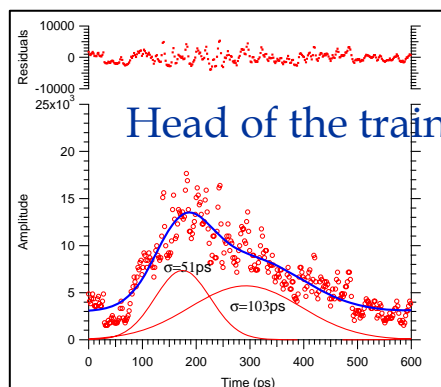 Residuals
10000
0
-10000
25x10³
Head of the train
20
15
10
5
0
Amplitude
σ=51ps
σ=103ps
0 100 200 300 400 500 600
Time (ps)